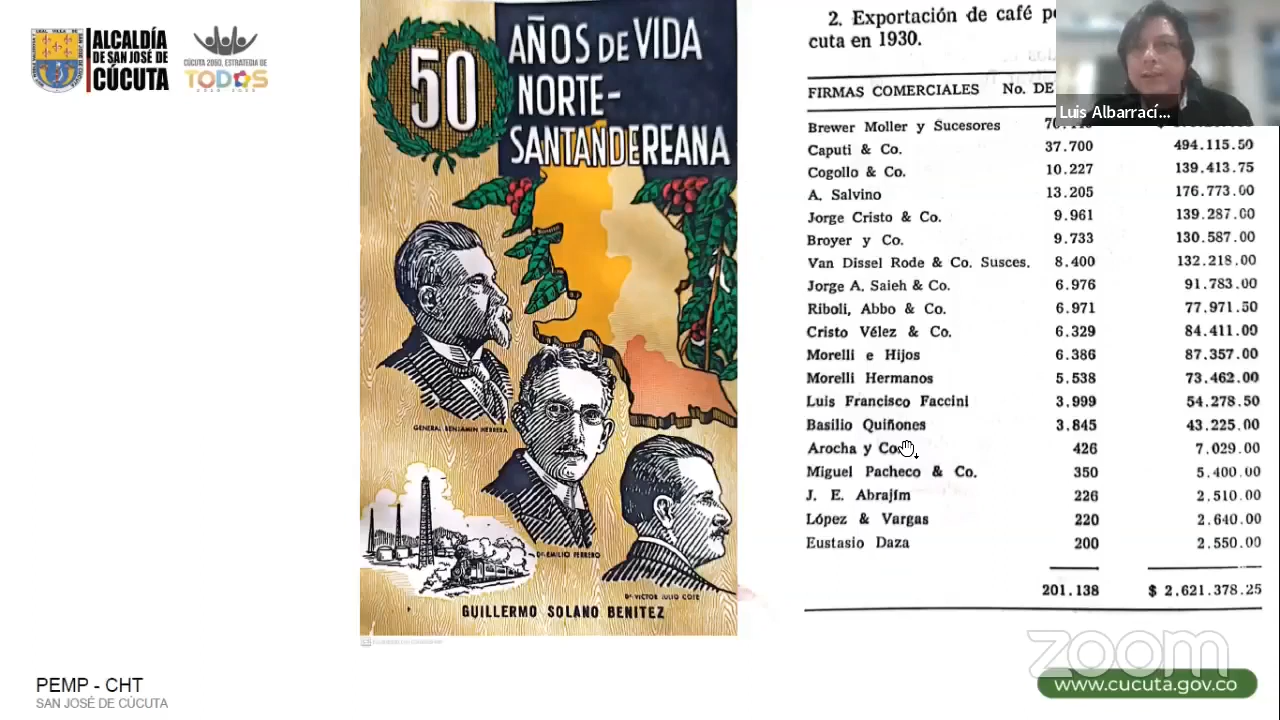 ALCALDÍA
DE SAN JOSÉ DE
CÚCUTA
CÚCUTA 2050, ESTRATEGIA DE
TODOS
50
AÑOS DE VIDA
NORTE-
SANTANDEREANA
GENERAL BENJAMIN HERRERA
Dr. EMILIO FERRERO
Dr. VICTOR JULIO COTE
GUILLERMO SOLANO BENITEZ
2. Exportación de café
cuta en 1930.
FIRMAS COMERCIALES No. DE
Brewer Moller y Sucesores
Caputi & Co. 37.700 494.115.50
Cogollo & Co. 10.227 139.413.75
A. Salvino 13.205 176.773.00
Jorge Cristo & Co. 9.961 139.287.00
Broyer y Co. 9.733 130.587.00
Van Dissel Rode & Co. Susces. 8.400 132.218.00
Jorge A. Saieh & Co. 6.976 91.783.00
Riboli, Abbo & Co. 6.971 77.971.50
Cristo Vélez & Co. 6.329 84.411.00
Morelli e Hijos 6.386 87.357.00
Morelli Hermanos 5.538 73.462.00
Luis Francisco Faccini 3,999 54.278.50
Basilio Quiñones 3,845 43.225.00
Arocha y Co. 426 7.029.00
Miguel Pacheco & Co. 350 5.400.00
J. E. Abrajím 226 2.510.00
López & Vargas 220 2.640.00
Eustasio Daza 200 2.550.00
201.138 $ 2.621.378.25
Luis Albarrací...
zoom
www.cucuta.gov.co
PEMP - CHT
SAN JOSÉ DE CÚCUTA